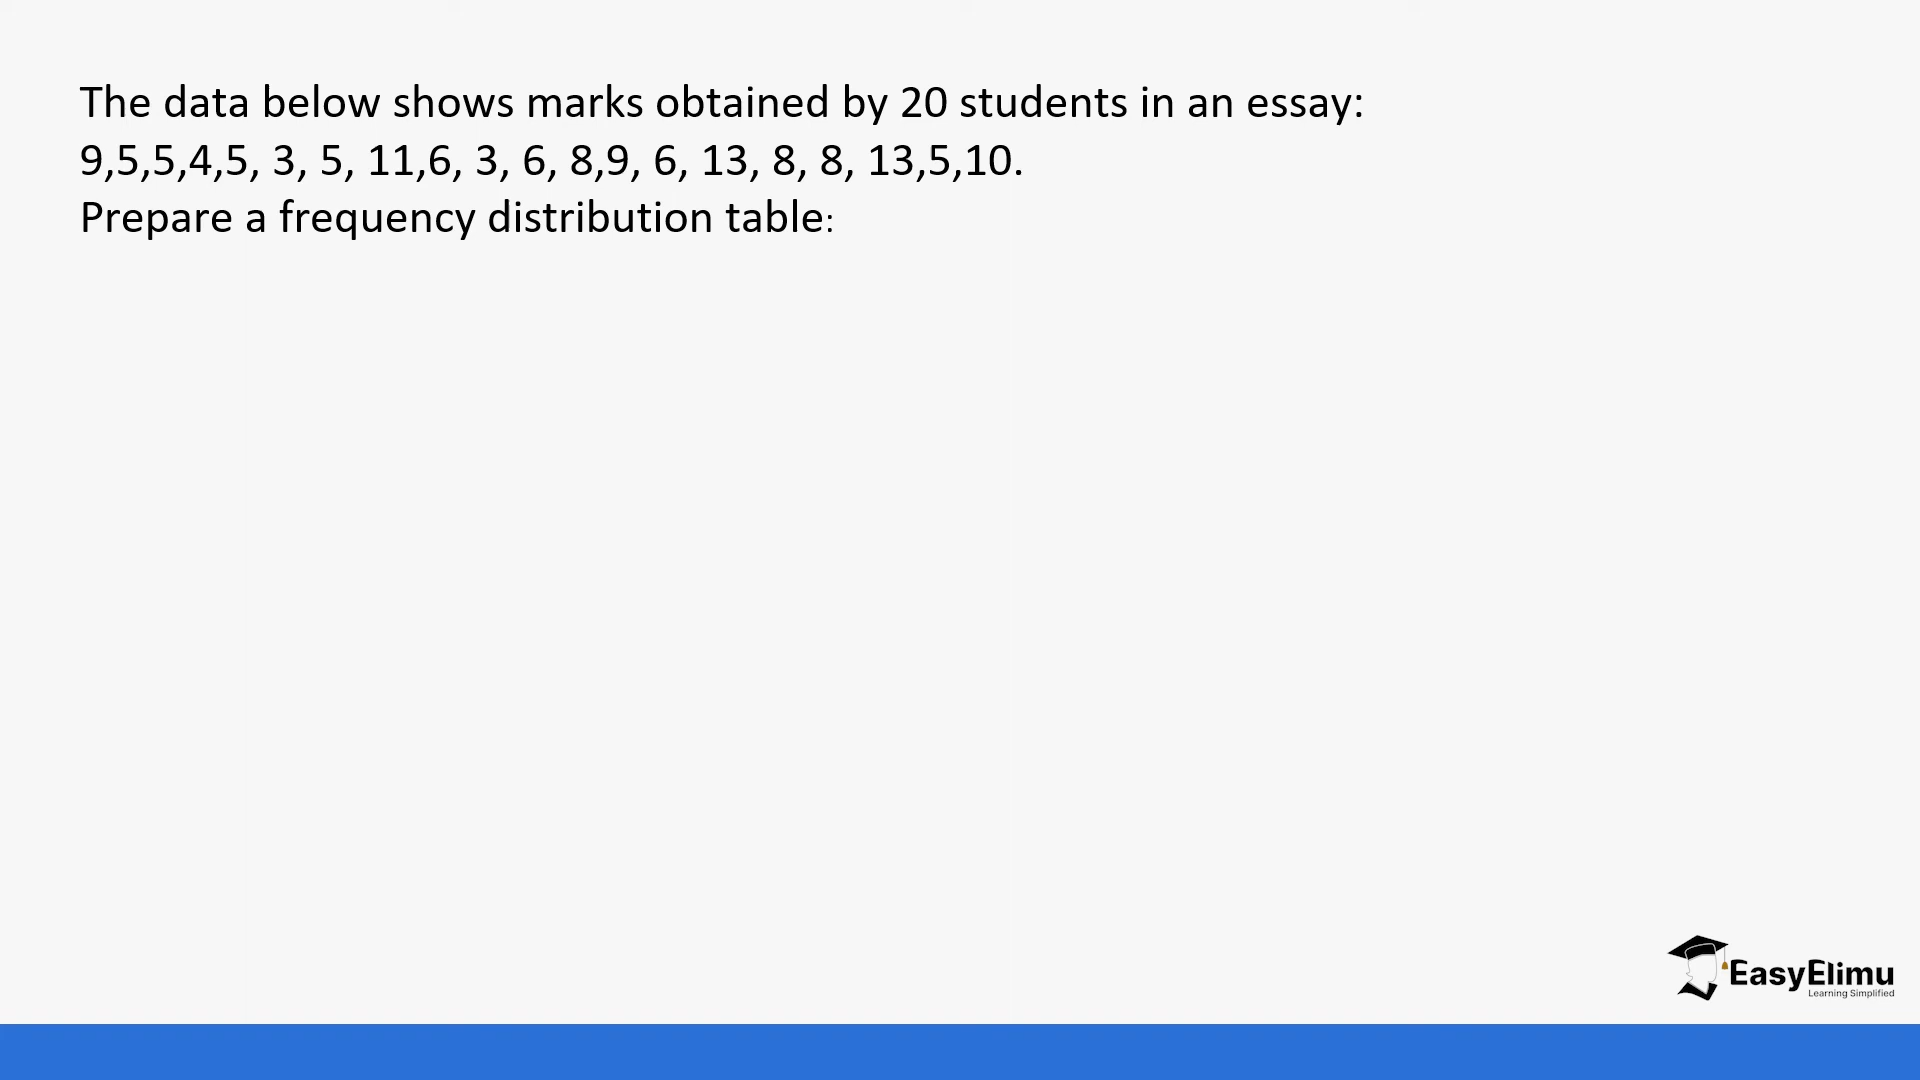 The data below shows marks obtained by 20 students in an essay:
9,5,5,4,5, 3, 5, 11,6, 3, 6, 8,9, 6, 13, 8, 8, 13,5,10.
Prepare a frequency distribution table:
EasyElimu
Learning Simplified